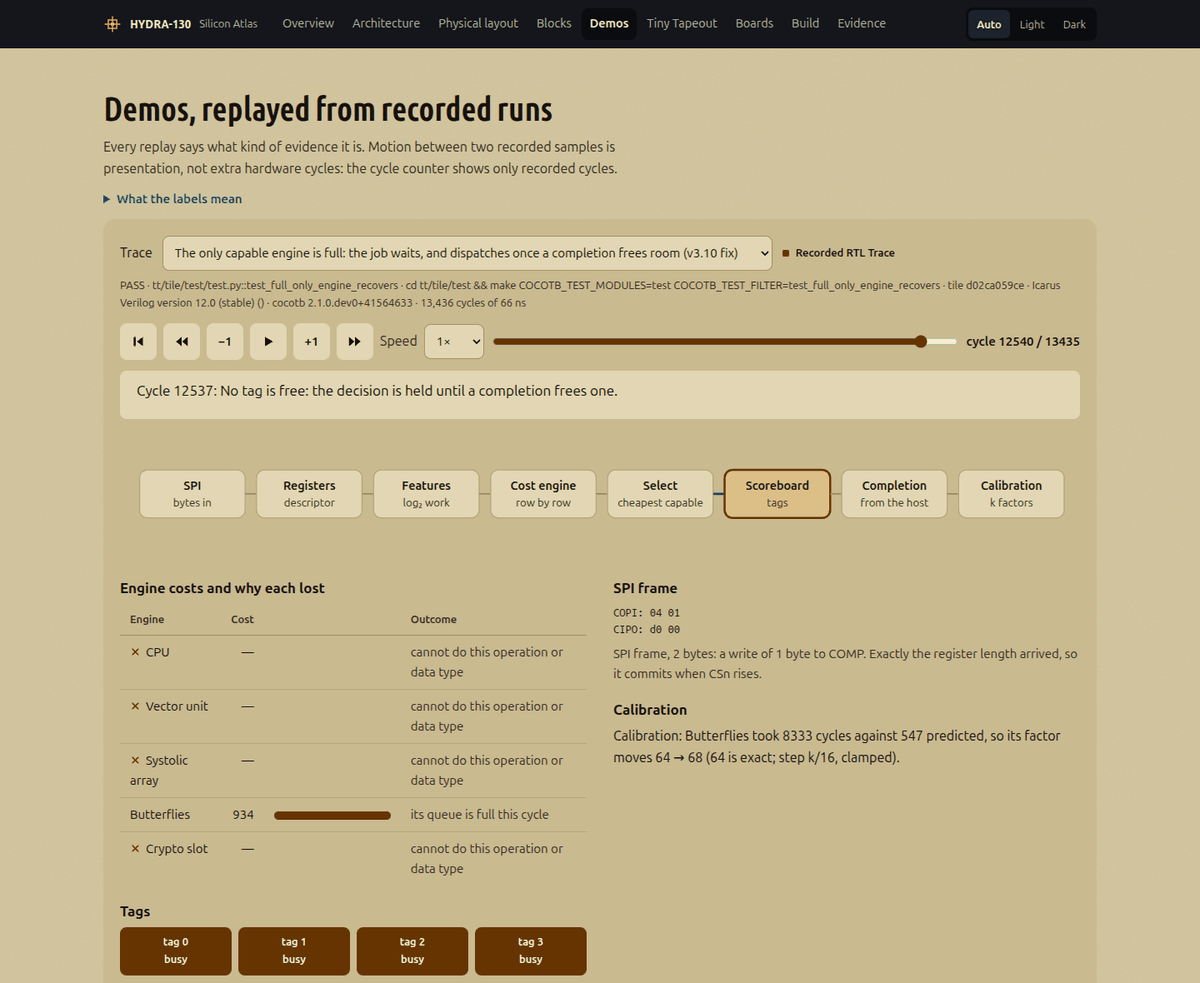 HYDRA-130 Silicon Atlas Overview Architecture Physical layout Blocks Demos Tiny Tapeout Boards Build Evidence Auto Light Dark
Demos, replayed from recorded runs
Every replay says what kind of evidence it is. Motion between two recorded samples is
presentation, not extra hardware cycles: the cycle counter shows only recorded cycles.
What the labels mean
Trace The only capable engine is full: the job waits, and dispatches once a completion frees room (v3.10 fix) Recorded RTL Trace
PASS · tt/tile/test/test.py::test_full_only_engine_recovers · cd tt/tile/test && make COCOTB_TEST_MODULES=test COCOTB_TEST_FILTER=test_full_only_engine_recovers · tile d02ca059ce · Icarus
Verilog version 12.0 (stable) () · cocotb 2.1.0.dev0+41564633 · 13,436 cycles of 66 ns
−1 +1 Speed 1× cycle 12540 / 13435
Cycle 12537: No tag is free: the decision is held until a completion frees one.
SPI Registers Features Cost engine Select Scoreboard Completion Calibration
bytes in descriptor log₂ work row by row cheapest capable tags from the host k factors
Engine costs and why each lost
Engine Cost Outcome
✕ CPU — cannot do this operation or
data type
✕ Vector unit — cannot do this operation or
data type
✕ Systolic — cannot do this operation or
array data type
Butterflies 934 its queue is full this cycle
✕ Crypto slot — cannot do this operation or
data type
Tags
tag 0 tag 1 tag 2 tag 3
busy busy busy busy
SPI frame
COPI: 04 01
CIPO: d0 00
SPI frame, 2 bytes: a write of 1 byte to COMP. Exactly the register length arrived, so
it commits when CSn rises.
Calibration
Calibration: Butterflies took 8333 cycles against 547 predicted, so its factor
moves 64 → 68 (64 is exact; step k/16, clamped).